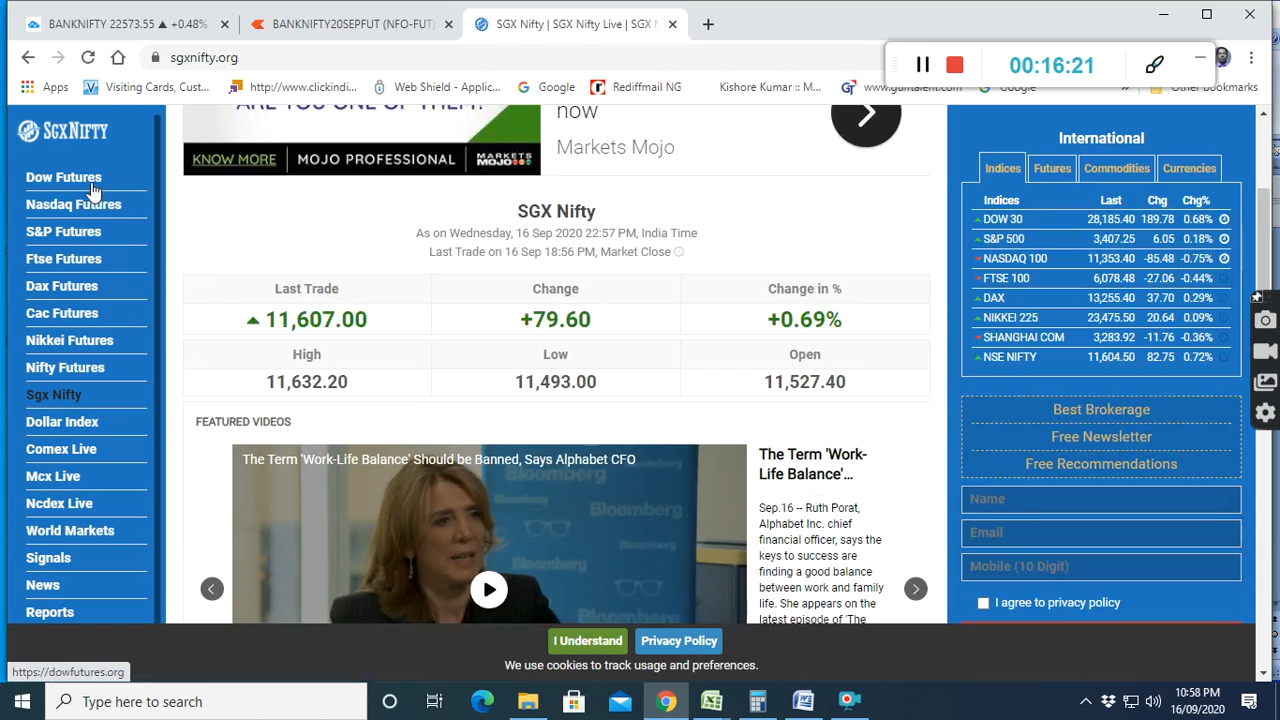 BANKNIFTY 22573.55 ▲ +0.48%
BANKNIFTY20SEPFUT (NFO-FUT)
SGX Nifty | SGX Nifty Live | SGX N
sgxnifty.org
00:16:21
Apps
Visiting Cards, Cust...
http://www.clickindi...
Web Shield - Applic...
Google
Rediffmail NG
Kishore Kumar :: M...
www.gulftalent.com
Google
Other bookmarks
SGXNIFTY
Dow Futures
Nasdaq Futures
S&P Futures
Ftse Futures
Dax Futures
Cac Futures
Nikkei Futures
Nifty Futures
Sgx Nifty
Dollar Index
Comex Live
Mcx Live
Ncdex Live
World Markets
Signals
News
Reports
ARE YOU ONE OF THEM?
KNOW MORE | MOJO PROFESSIONAL | MARKETS MOJO
now
Markets Mojo
SGX Nifty
As on Wednesday, 16 Sep 2020 22:57 PM, India Time
Last Trade on 16 Sep 18:56 PM, Market Close
Last Trade Change Change in %
11,607.00 +79.60 +0.69%
High Low Open
11,632.20 11,493.00 11,527.40
FEATURED VIDEOS
The Term 'Work-Life Balance' Should be Banned, Says Alphabet CFO
Bloomberg
The Term 'Work-
Life Balance'...
Sep.16 -- Ruth Porat,
Alphabet Inc. chief
financial officer, says the
keys to success are
finding a good balance
between work and family
life. She appears on the
latest episode of 'The
International
Indices Futures Commodities Currencies
Indices Last Chg Chg%
DOW 30 28,185.40 189.78 0.68%
S&P 500 3,407.25 6.05 0.18%
NASDAQ 100 11,353.40 -85.48 -0.75%
FTSE 100 6,078.48 -27.06 -0.44%
DAX 13,255.40 37.70 0.29%
NIKKEI 225 23,475.50 20.64 0.09%
SHANGHAI COM 3,283.92 -11.76 -0.36%
NSE NIFTY 11,604.50 82.75 0.72%
Best Brokerage
Free Newsletter
Free Recommendations
Name
Email
Mobile (10 Digit)
I agree to privacy policy
I Understand Privacy Policy
We use cookies to track usage and preferences.
https://dowfutures.org
Type here to search
10:58 PM
16/09/2020